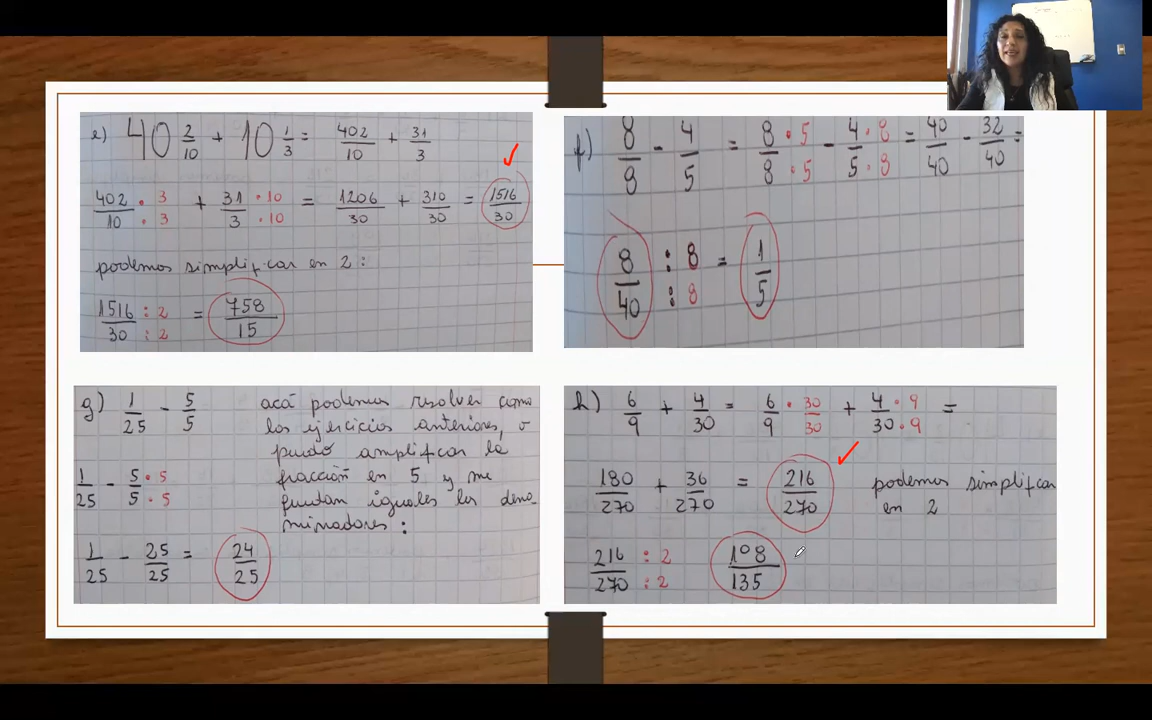 e) 40 2/10 + 10 1/3 = 402/10 + 31/3
402/10 · 3/3 + 31/3 · 10/10 = 1206/30 + 310/30 = 1516/30
podemos simplificar en 2:
1516/30 : 2/2 = 758/15
f) 8/8 - 4/5 = 8/8 · 5/5 - 4/5 · 8/8 = 40/40 - 32/40 =
8/40 : 8/8 = 1/5
g) 1/25 - 5/5
acá podemos resolver como
los ejercicios anteriores, o
puedo amplificar la
fracción en 5 y me
quedan iguales los deno
minadores:
1/25 - 5/5 · 5/5
1/25 - 25/25 = 24/25
h) 6/9 + 4/30 = 6/9 · 30/30 + 4/30 · 9/9 =
180/270 + 36/270 = 216/270
podemos simplificar
en 2
216/270 : 2/2 108/135